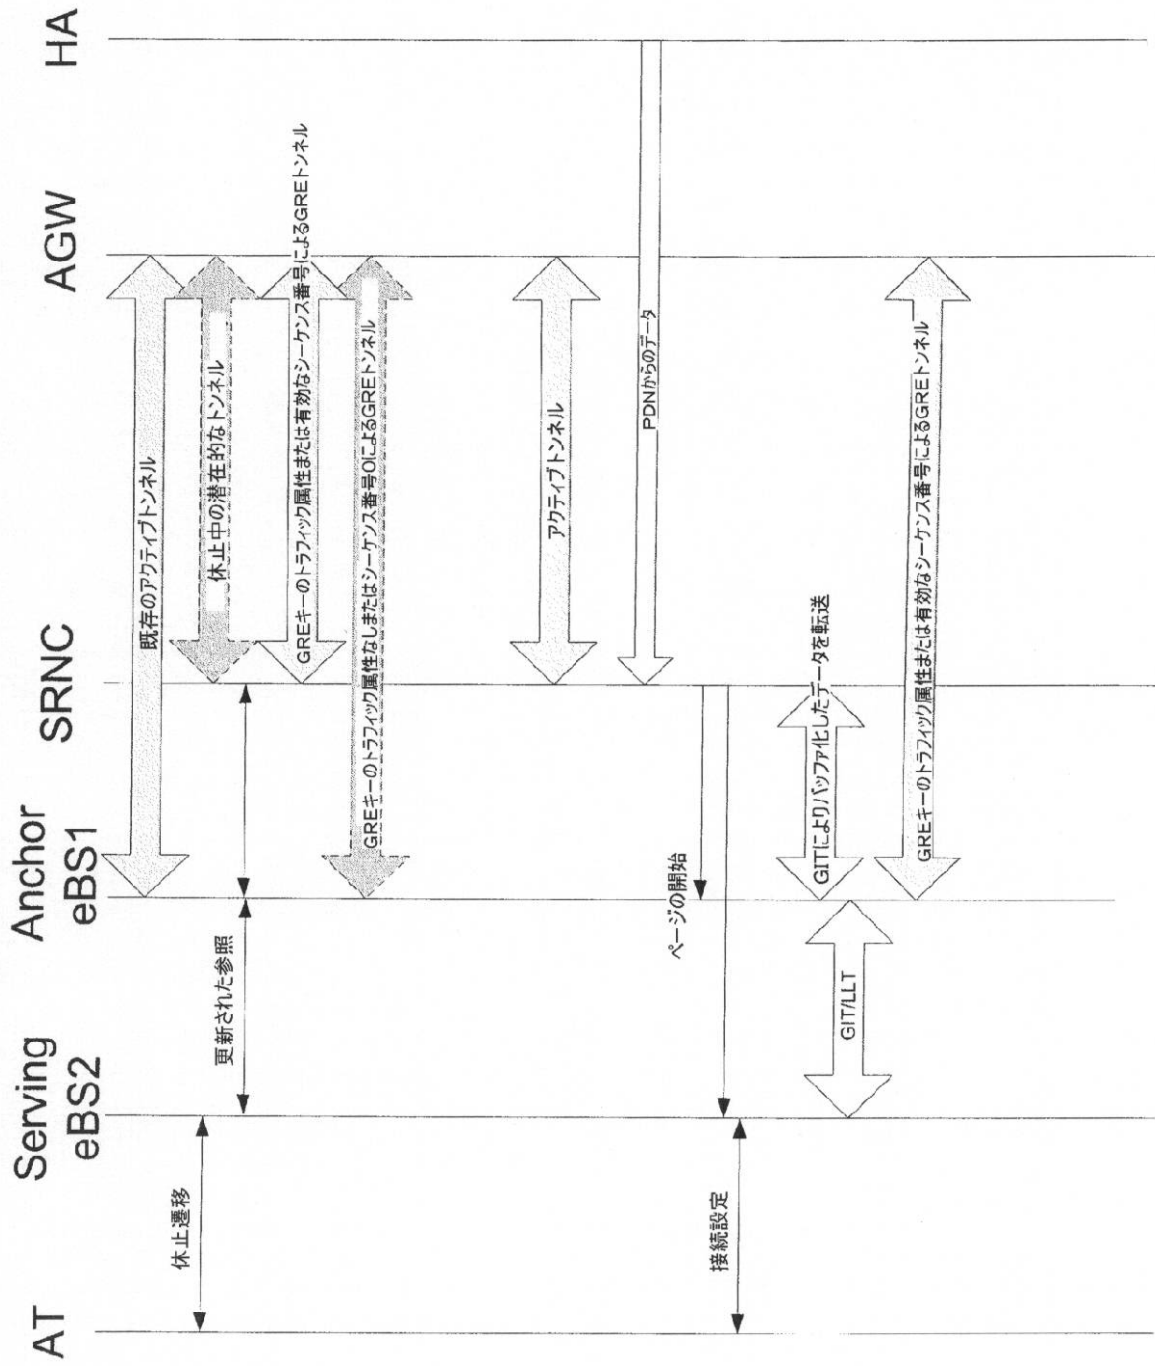 AT
Serving
eBS2
Anchor
eBS1
SRNC
AGW
HA
既存のアクティブトンネル
休止遷移
休止中の潜在的なトンネル
更新された参照
GREキーのトラフィック属性または有効なシーケンス番号によるGREトンネル
GREキーのトラフィック属性なしまたはシーケンス番号0によるGREトンネル
アクティブトンネル
PDNからのデータ
ページの開始
接続設定
GITによりバッファ化したデータを転送
GIT/LLT
GREキーのトラフィック属性または有効なシーケンス番号によるGREトンネル